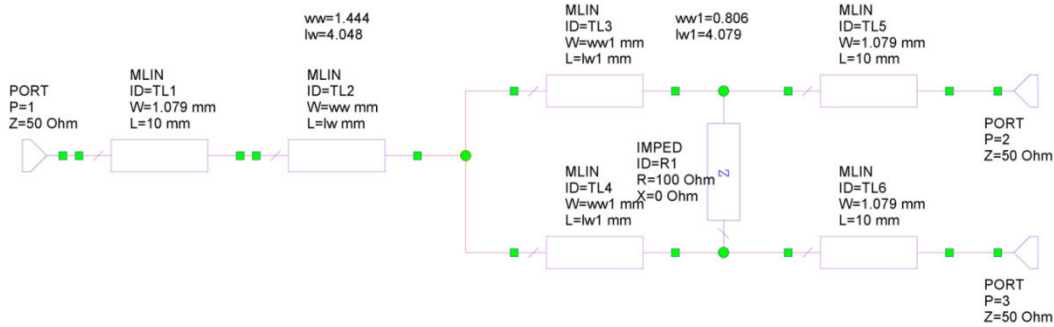 ww=1.444
lw=4.048
MLIN
ID=TL3
W=ww1 mm
L=lw1 mm
ww1=0.806
lw1=4.079
MLIN
ID=TL5
W=1.079 mm
L=10 mm
PORT
P=1
Z=50 Ohm
MLIN
ID=TL1
W=1.079 mm
L=10 mm
MLIN
ID=TL2
W=ww mm
L=lw mm
PORT
P=2
Z=50 Ohm
IMPED
ID=R1
R=100 Ohm
X=0 Ohm
Z
MLIN
ID=TL4
W=ww1 mm
L=lw1 mm
MLIN
ID=TL6
W=1.079 mm
L=10 mm
PORT
P=3
Z=50 Ohm